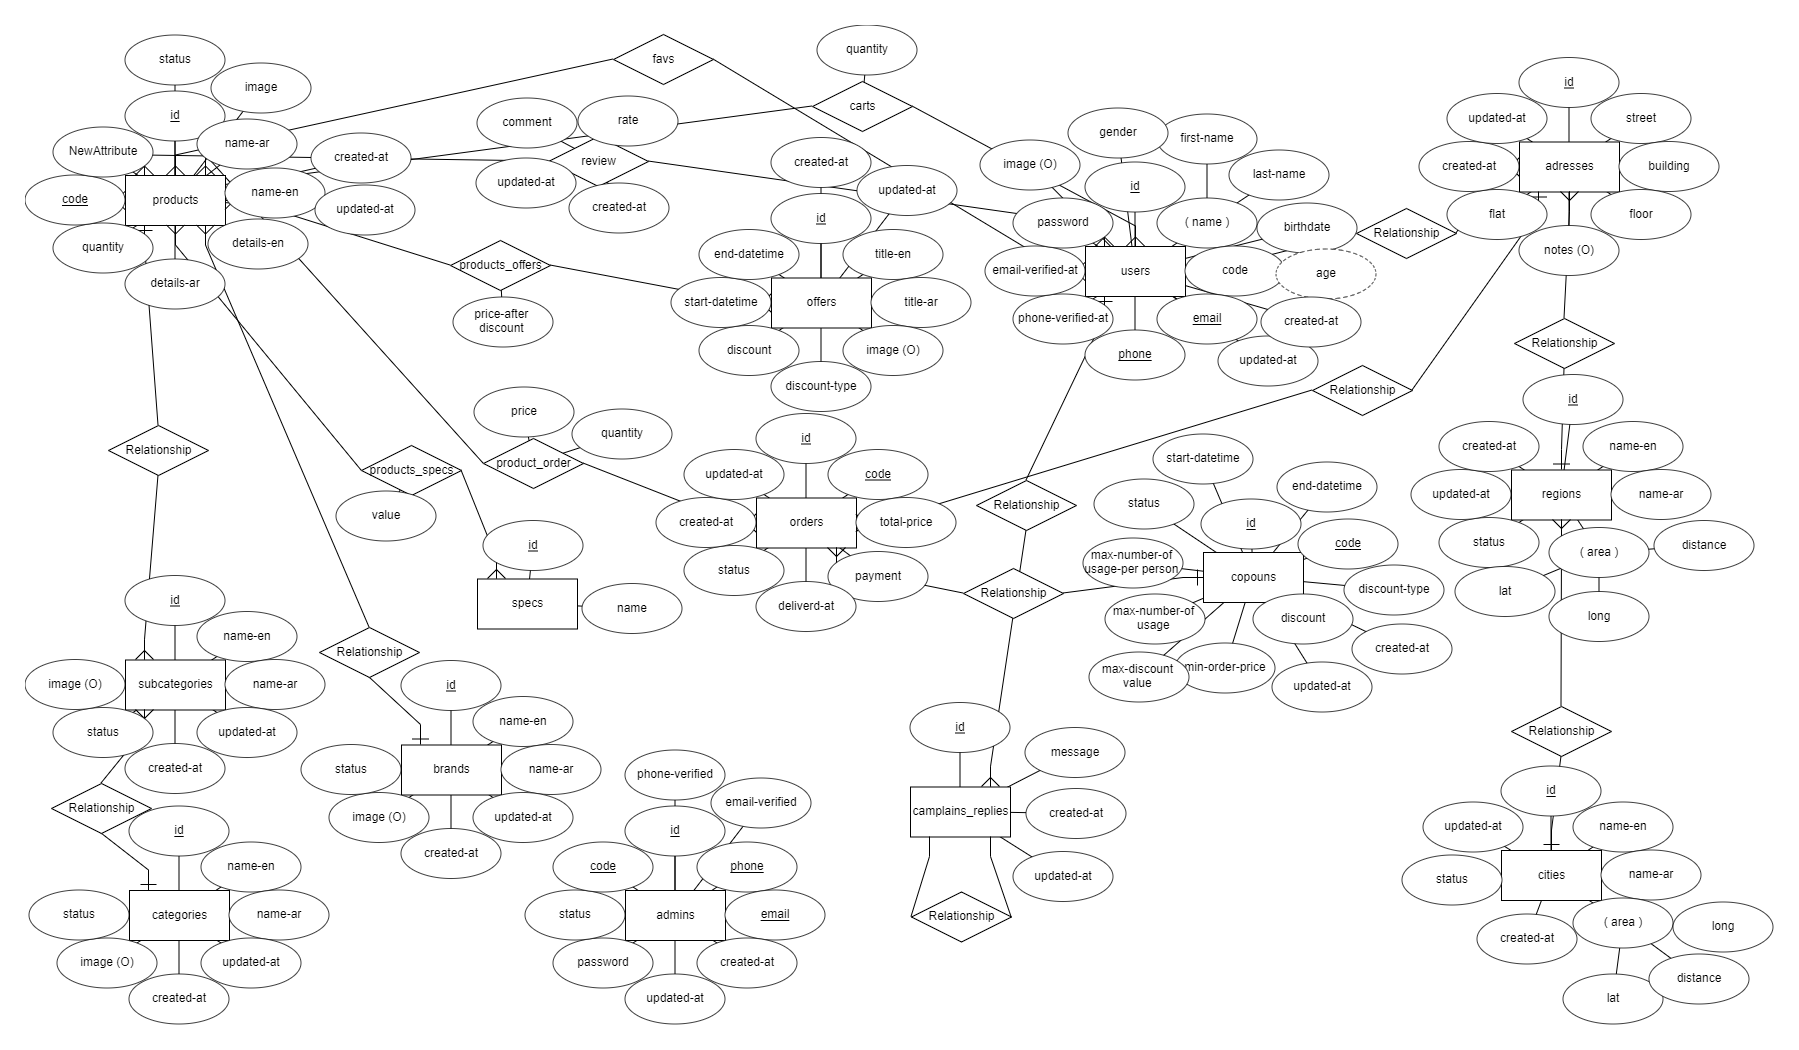 status
image
id
NewAttribute
name-ar
created-at
code
products
name-en
updated-at
quantity
details-en
details-ar
favs
quantity
carts
comment
rate
review
updated-at
created-at
products_offers
price-after
discount
created-at
updated-at
id
end-datetime
title-en
start-datetime
offers
title-ar
discount
image (O)
discount-type
gender
first-name
image (O)
id
last-name
password
( name )
birthdate
email-verified-at
users
code
age
phone-verified-at
email
created-at
phone
updated-at
Relationship
id
updated-at
street
created-at
adresses
building
flat
floor
notes (O)
Relationship
Relationship
Relationship
products_specs
value
price
quantity
product_order
id
specs
name
id
updated-at
code
created-at
orders
total-price
status
payment
deliverd-at
Relationship
Relationship
start-datetime
status
end-datetime
id
code
max-number-of
usage-per person
copouns
discount-type
max-number-of
usage
discount
created-at
max-discount
value
min-order-price
updated-at
id
created-at
name-en
updated-at
regions
name-ar
status
( area )
distance
lat
long
Relationship
id
name-en
image (O)
subcategories
name-ar
status
updated-at
created-at
Relationship
Relationship
id
name-en
status
brands
name-ar
image (O)
updated-at
created-at
id
name-en
status
categories
name-ar
image (O)
updated-at
created-at
phone-verified
email-verified
id
code
phone
status
admins
email
password
created-at
updated-at
id
message
camplains_replies
created-at
updated-at
Relationship
id
updated-at
name-en
status
cities
name-ar
created-at
( area )
long
distance
lat